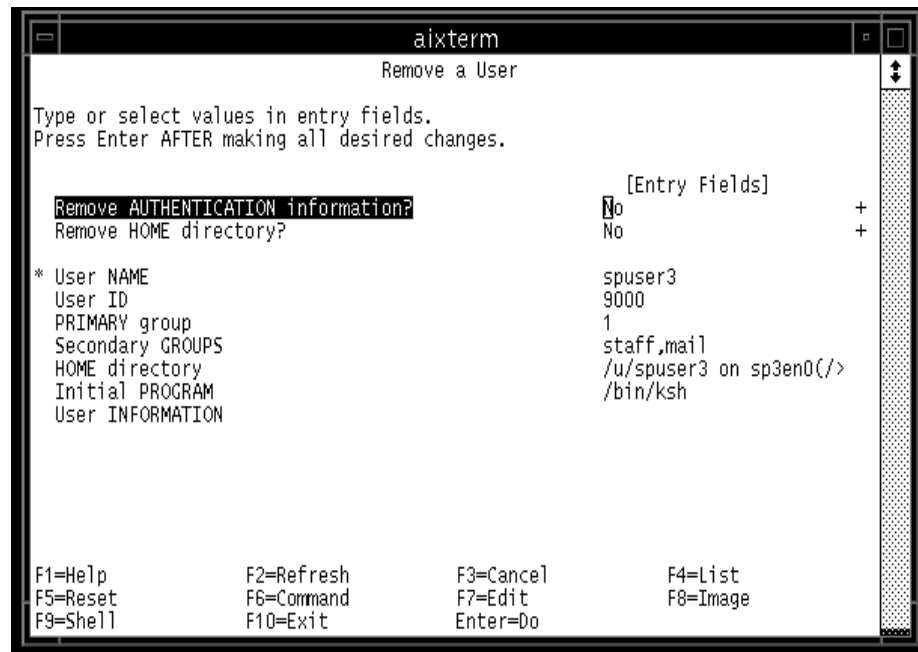 aixterm
Remove a User
Type or select values in entry fields.
Press Enter AFTER making all desired changes.
[Entry Fields]
Remove AUTHENTICATION information? No +
Remove HOME directory? No +
* User NAME spuser3
User ID 9000
PRIMARY group 1
Secondary GROUPS staff,mail
HOME directory /u/spuser3 on sp3en0(/>
Initial PROGRAM /bin/ksh
User INFORMATION
F1=Help F2=Refresh F3=Cancel F4=List
F5=Reset F6=Command F7=Edit F8=Image
F9=Shell F10=Exit Enter=Do